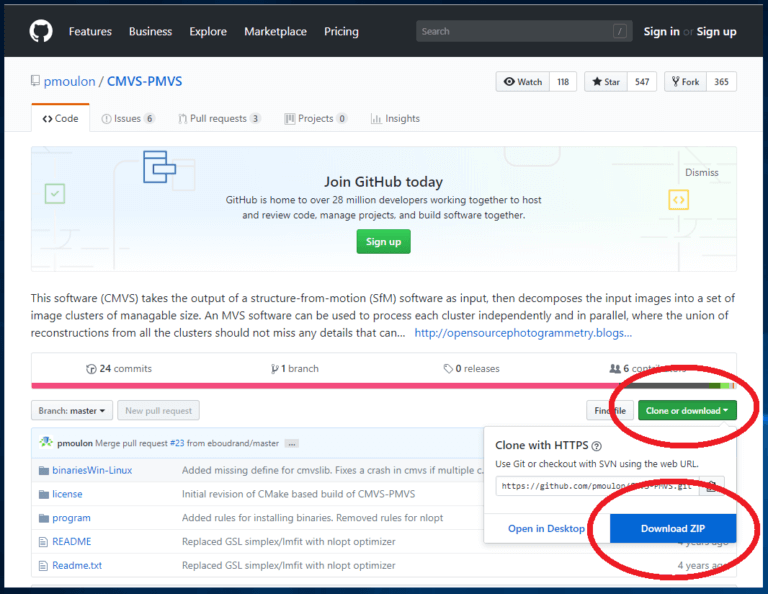 Features Business Explore Marketplace Pricing Search / Sign in or Sign up
pmoulon / CMVS-PMVS Watch 118 Star 547 Fork 365
Code Issues 6 Pull requests 3 Projects 0 Insights
Dismiss
Join GitHub today
GitHub is home to over 28 million developers working together to host
and review code, manage projects, and build software together.
Sign up
This software (CMVS) takes the output of a structure-from-motion (SfM) software as input, then decomposes the input images into a set of
image clusters of managable size. An MVS software can be used to process each cluster independently and in parallel, where the union of
reconstructions from all the clusters should not miss any details that can... http://opensourcephotogrammetry.blogs...
24 commits 1 branch 0 releases 6
Branch: master New pull request Find file Clone or download
pmoulon Merge pull request #23 from eboudrand/master ...
Clone with HTTPS ?
Use Git or checkout with SVN using the web URL.
https://github.com/pmoulon/CMVS-PMVS.git
Open in Desktop Download ZIP
binariesWin-Linux Added missing define for cmvslib. Fixes a crash in cmvs if multiple c.
license Initial revision of CMake based build of CMVS-PMVS
program Added rules for installing binaries. Removed rules for nlopt
README Replaced GSL simplex/lmfit with nlopt optimizer 4 years ago
Readme.txt Replaced GSL simplex/lmfit with nlopt optimizer 4 years ago